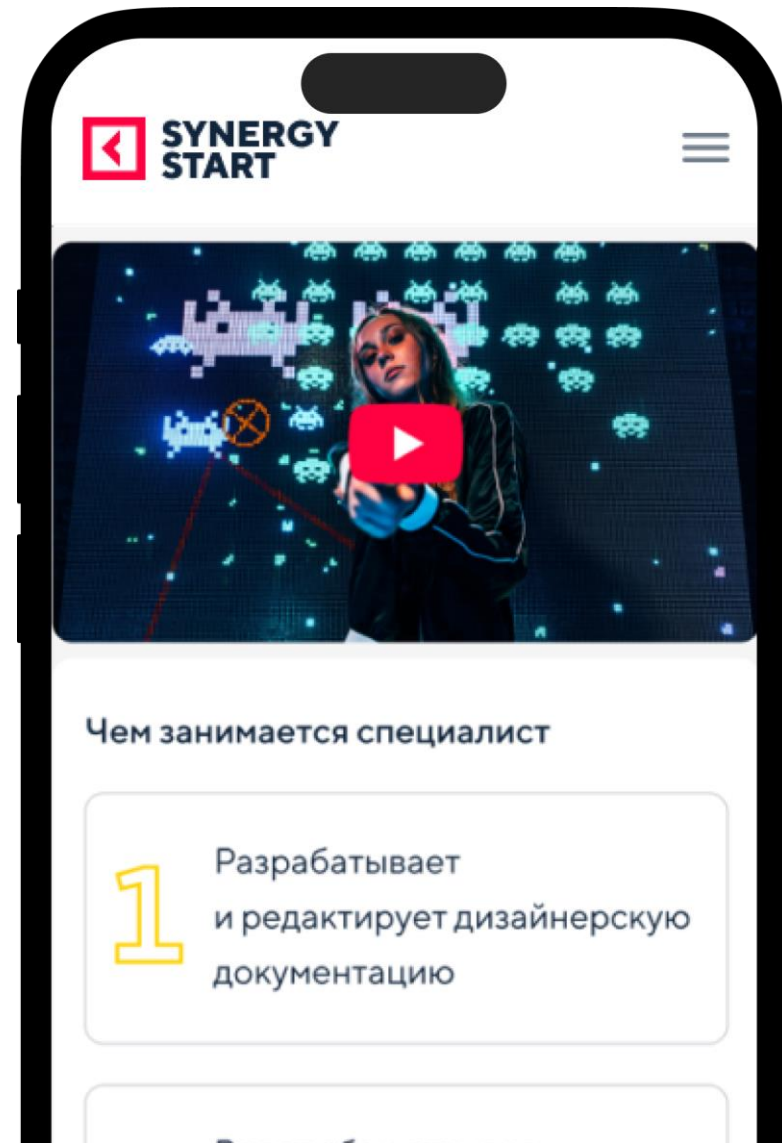 SYNERGY
START
Чем занимается специалист
1
Разрабатывает
и редактирует дизайнерскую
документацию